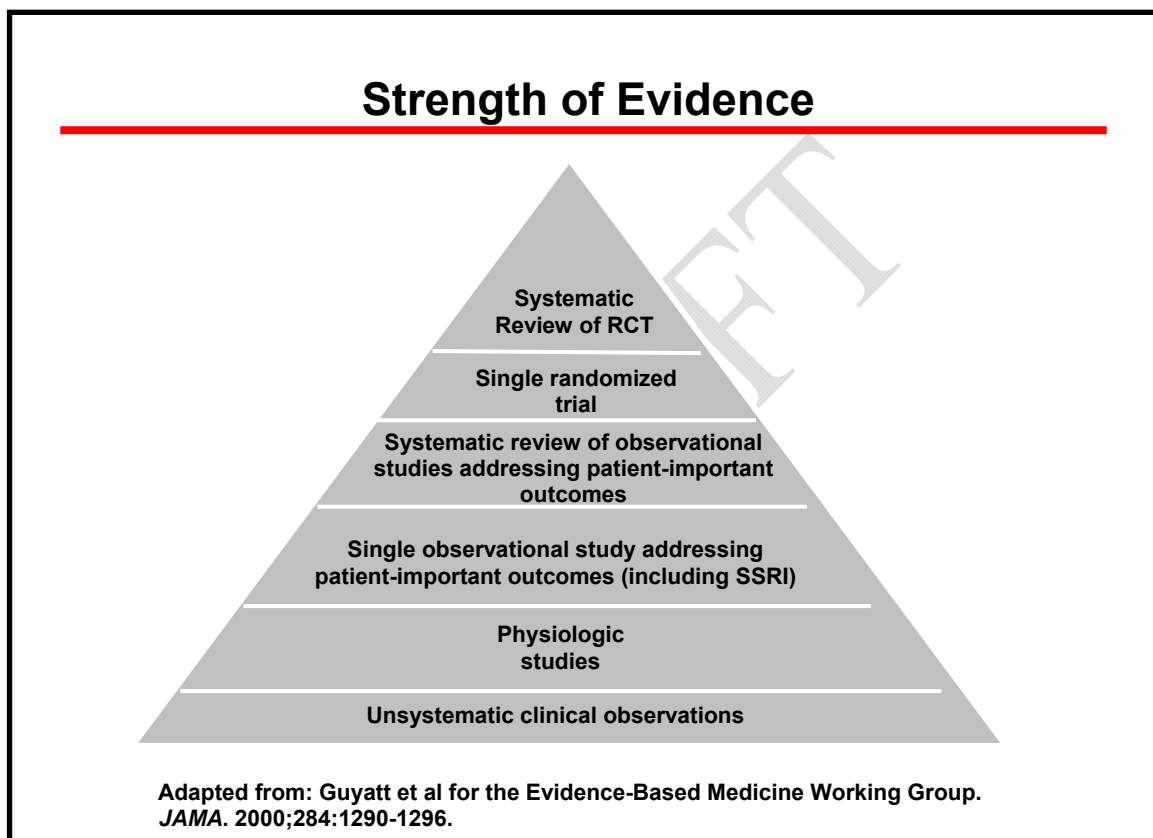 Strength of Evidence
FT
Systematic
Review of RCT
Single randomized
trial
Systematic review of observational
studies addressing patient-important
outcomes
Single observational study addressing
patient-important outcomes (including SSRI)
Physiologic
studies
Unsystematic clinical observations
Adapted from: Guyatt et al for the Evidence-Based Medicine Working Group.
JAMA. 2000;284:1290-1296.